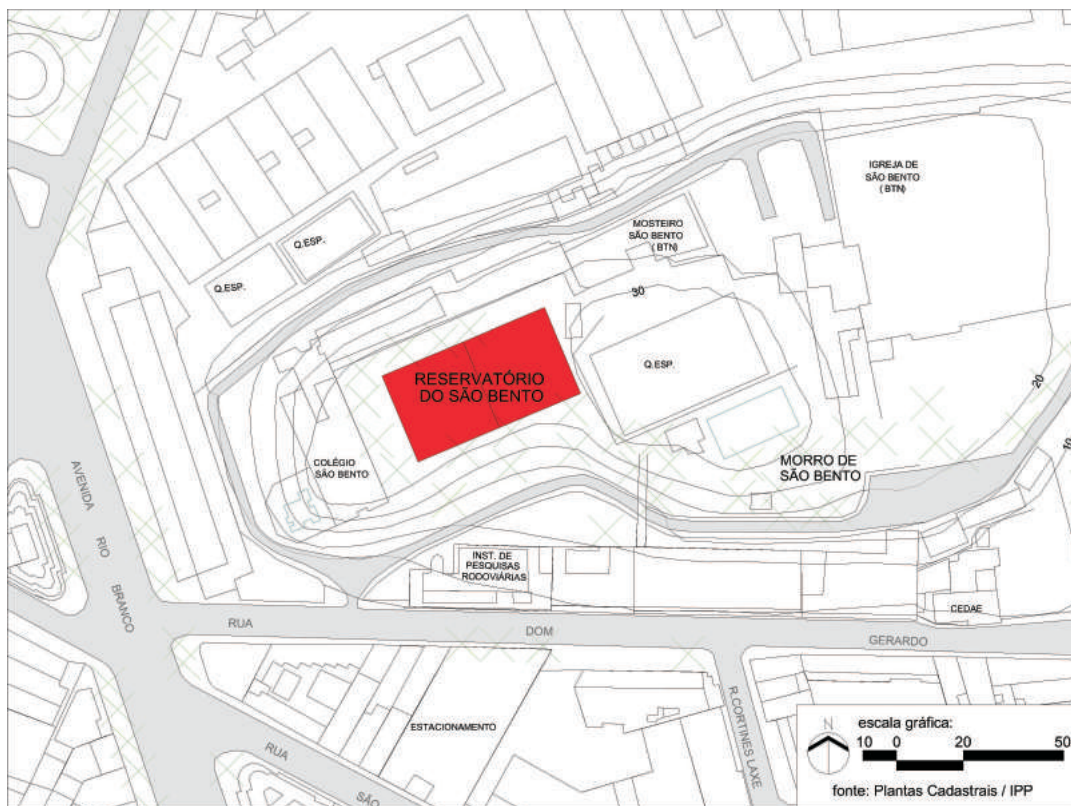 IGREJA DE
SÃO BENTO
( BTN)
MOSTEIRO
SÃO BENTO
( BTN)
Q.ESP.
Q.ESP.
30
RESERVATÓRIO
DO SÃO BENTO
Q.ESP.
20
10
COLÉGIO
SÃO BENTO
MORRO DE
SÃO BENTO
AVENIDA
RIO
BRANCO
INST. DE
PESQUISAS
RODOVIÁRIAS
CEDAE
RUA
DOM
GERARDO
ESTACIONAMENTO
R.CORTINES LAXE
RUA
SÃO
N
escala gráfica:
10 0 20 50
fonte: Plantas Cadastrais / IPP